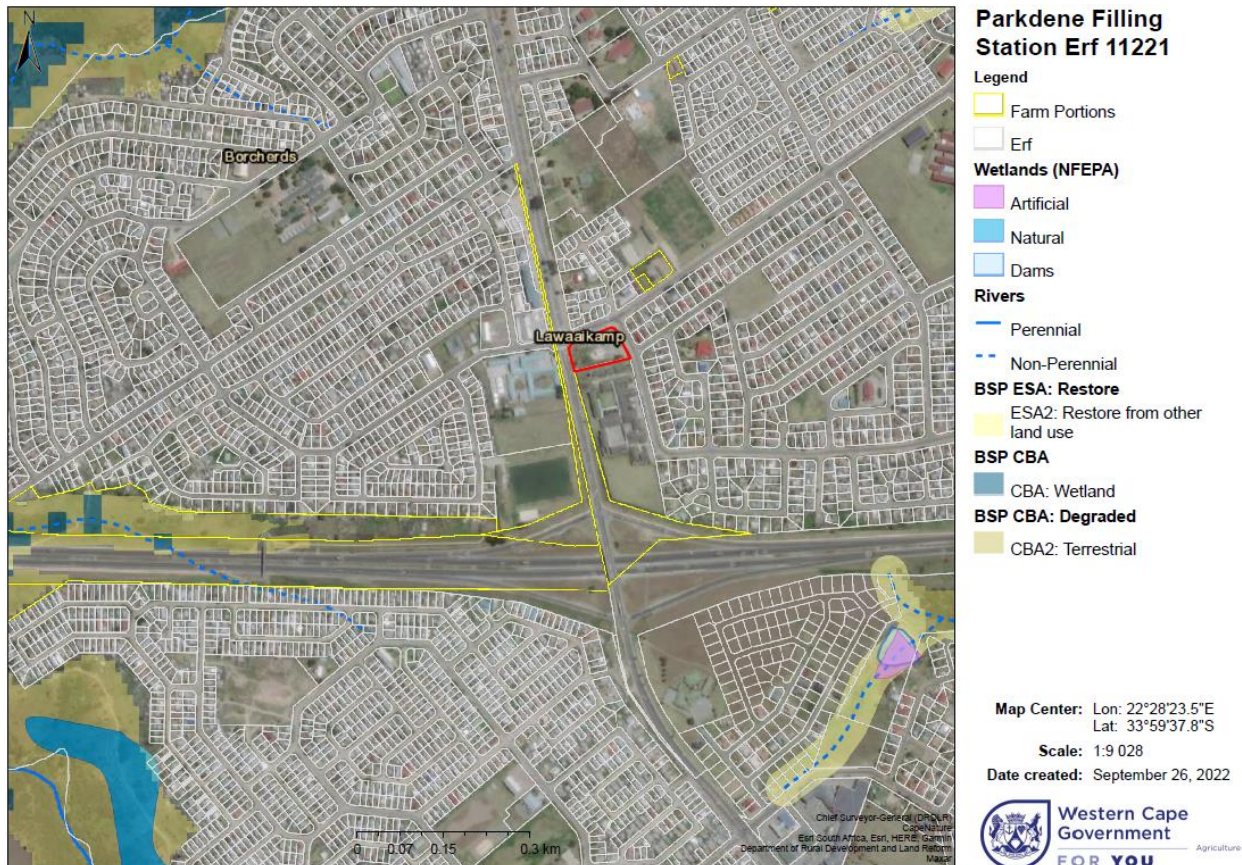 N
Borcherds
Lawaaikamp
0 0.07 0.15 0.3 km
Chief Surveyor-General (DRDLR)
CapeNature
Esri South Africa, Esri, HERE, Garmin
Department of Rural Development and Land Reform
Maxar
Parkdene Filling
Station Erf 11221
Legend
Farm Portions
Erf
Wetlands (NFEPA)
Artificial
Natural
Dams
Rivers
Perennial
Non-Perennial
BSP ESA: Restore
ESA2: Restore from other
land use
BSP CBA
CBA: Wetland
BSP CBA: Degraded
CBA2: Terrestrial
Map Center: Lon: 22°28'23.5"E
Lat: 33°59'37.8"S
Scale: 1:9 028
Date created: September 26, 2022
Western Cape
Government
Agriculture
FOR YOU